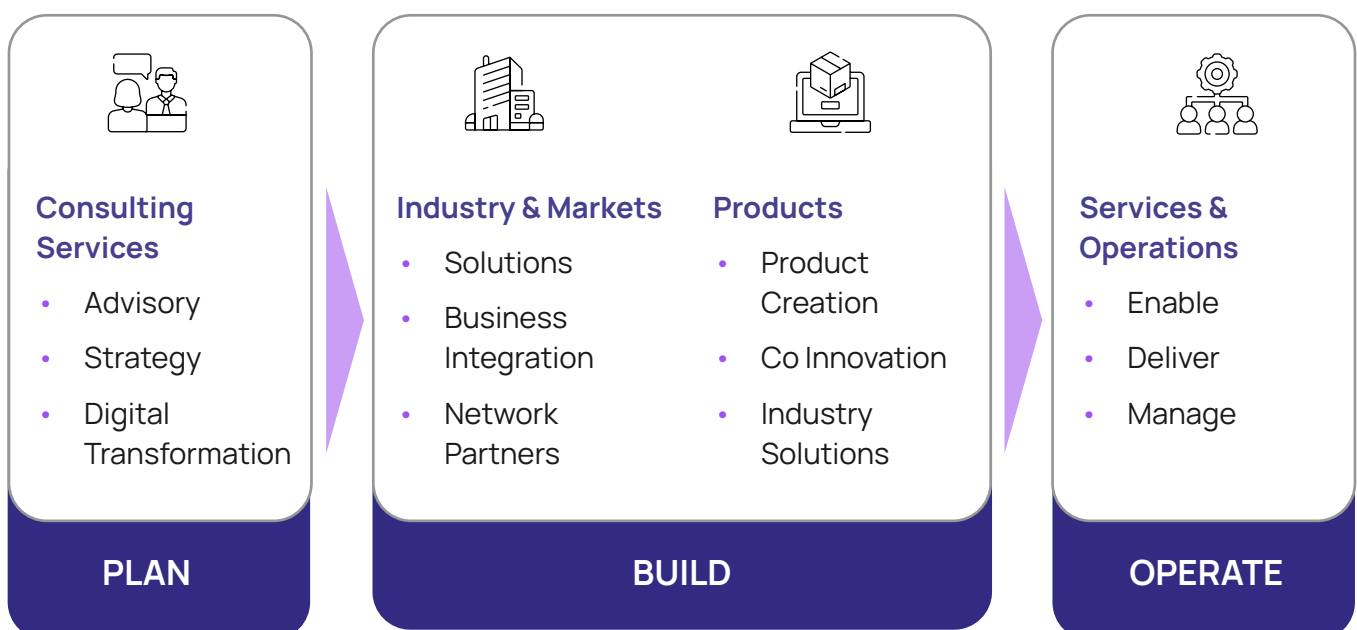 Consulting
Services
• Advisory
• Strategy
• Digital
Transformation
PLAN
Industry & Markets
• Solutions
• Business
Integration
• Network
Partners
Products
• Product
Creation
• Co Innovation
• Industry
Solutions
BUILD
Services &
Operations
• Enable
• Deliver
• Manage
OPERATE